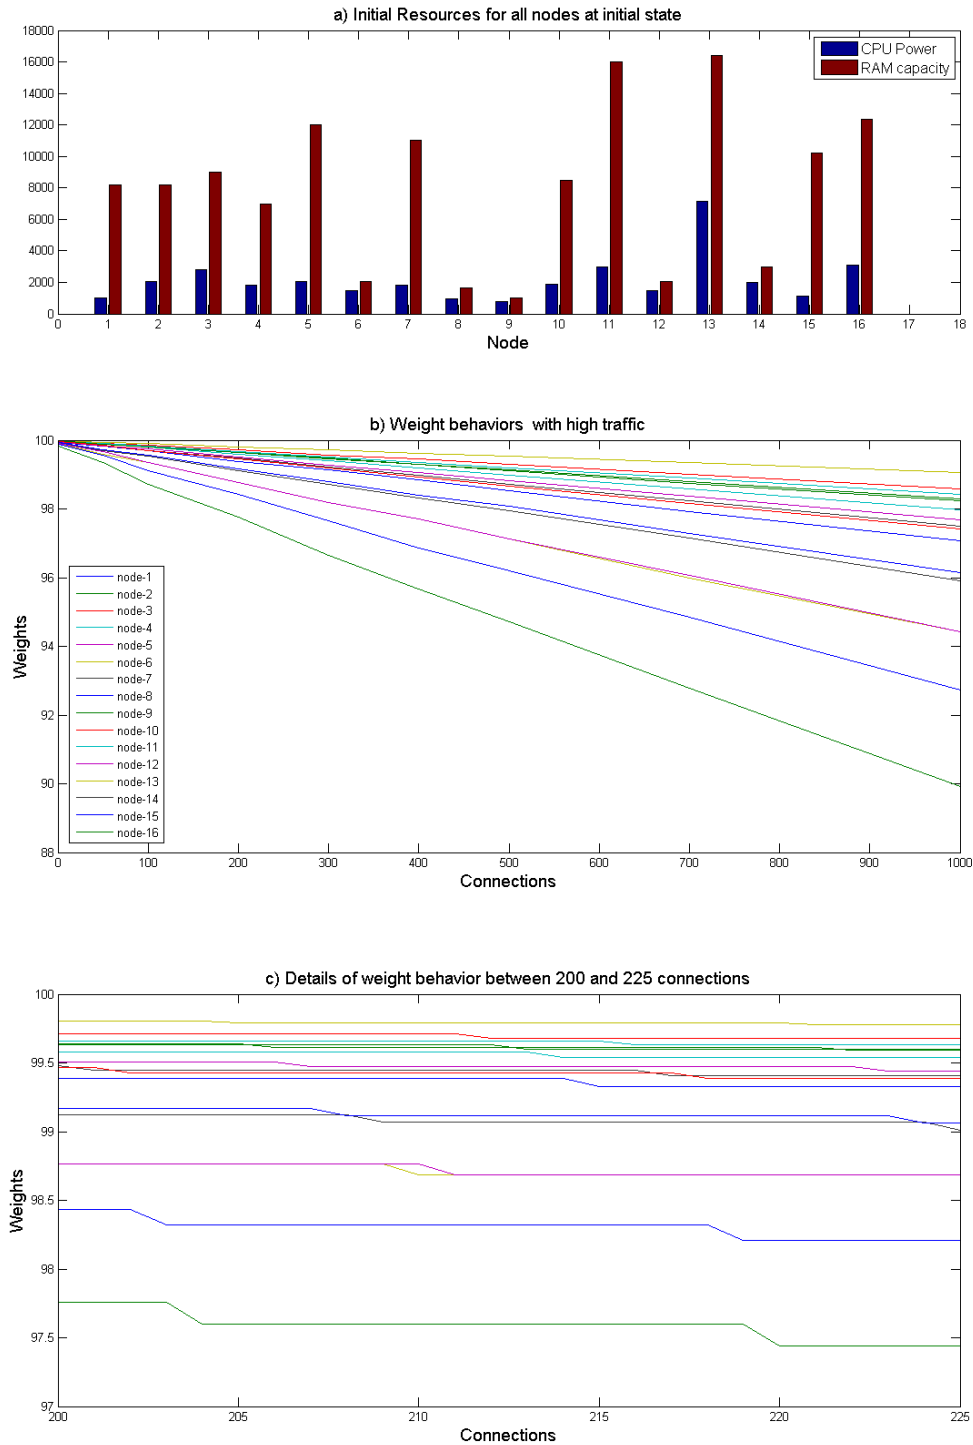 a) Initial Resources for all nodes at initial state
18000
16000
14000
12000
10000
8000
6000
4000
2000
0
CPU Power
RAM capacity
0 1 2 3 4 5 6 7 8 9 10 11 12 13 14 15 16 17 18
Node
b) Weight behaviors with high traffic
100
98
96
94
92
90
88
Weights
node-1
node-2
node-3
node-4
node-5
node-6
node-7
node-8
node-9
node-10
node-11
node-12
node-13
node-14
node-15
node-16
0 100 200 300 400 500 600 700 800 900 1000
Connections
c) Details of weight behavior between 200 and 225 connections
100
99.5
99
98.5
98
97.5
97
Weights
200 205 210 215 220 225
Connections